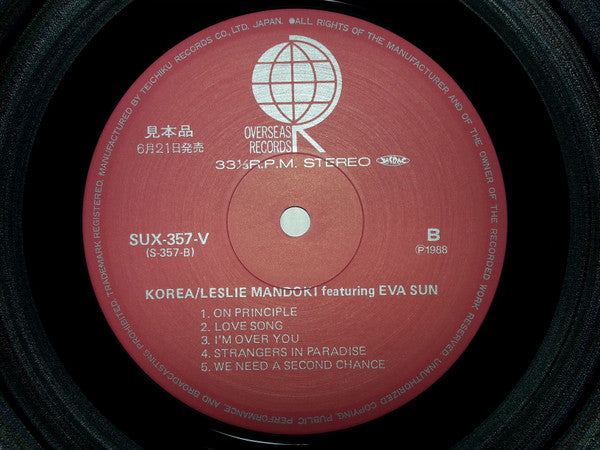 MANUFACTURED BY TEICHIKU RECORDS CO., LTD. JAPAN. ℗ALL RIGHTS OF THE MANUFACTURER AND OF THE OWNER OF THE RECORDED WORK RESERVED. UNAUTHORIZED COPYING, PUBLIC PERFORMANCE, AND BROADCASTING PROHIBITED. TRADEMARK REGISTERED.
OVERSEAS
RECORDS
見本品
6月21日発売
33⅓R.P.M. STEREO
SUX-357-V
(S-357-B)
B
Ⓟ1988
KOREA/LESLIE MANDOKI featuring EVA SUN
1. ON PRINCIPLE
2. LOVE SONG
3. I'M OVER YOU
4. STRANGERS IN PARADISE
5. WE NEED A SECOND CHANCE